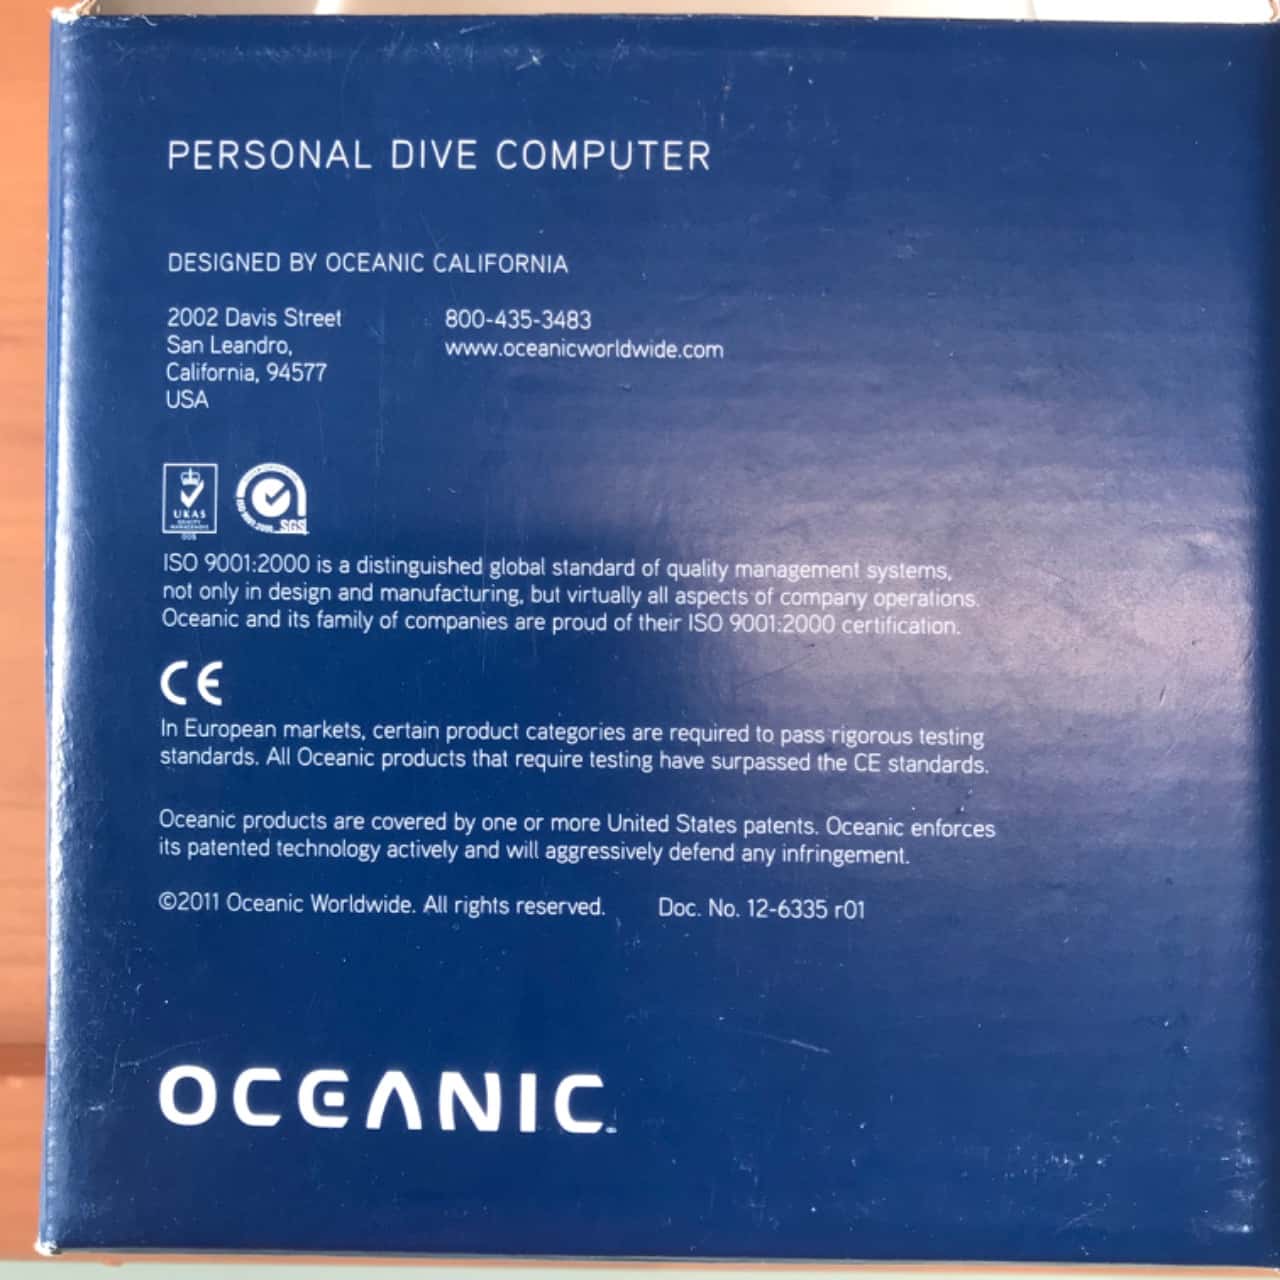 PERSONAL DIVE COMPUTER
DESIGNED BY OCEANIC CALIFORNIA
2002 Davis Street
San Leandro,
California, 94577
USA
800-435-3483
www.oceanicworldwide.com
UKAS
QUALITY
MANAGEMENT
005
ISO 9001:2000
SGS
ISO 9001:2000 is a distinguished global standard of quality management systems,
not only in design and manufacturing, but virtually all aspects of company operations.
Oceanic and its family of companies are proud of their ISO 9001:2000 certification.
CE
In European markets, certain product categories are required to pass rigorous testing
standards. All Oceanic products that require testing have surpassed the CE standards.
Oceanic products are covered by one or more United States patents. Oceanic enforces
its patented technology actively and will aggressively defend any infringement.
©2011 Oceanic Worldwide. All rights reserved. Doc. No. 12-6335 r01
OCEANIC